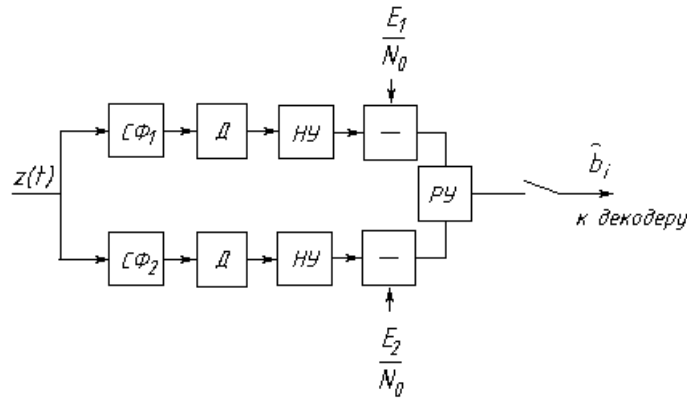 E₁
N₀
СФ₁
Д
НУ
—
z(t)
РУ
b̂ᵢ
к декодеру
СФ₂
Д
НУ
—
E₂
N₀